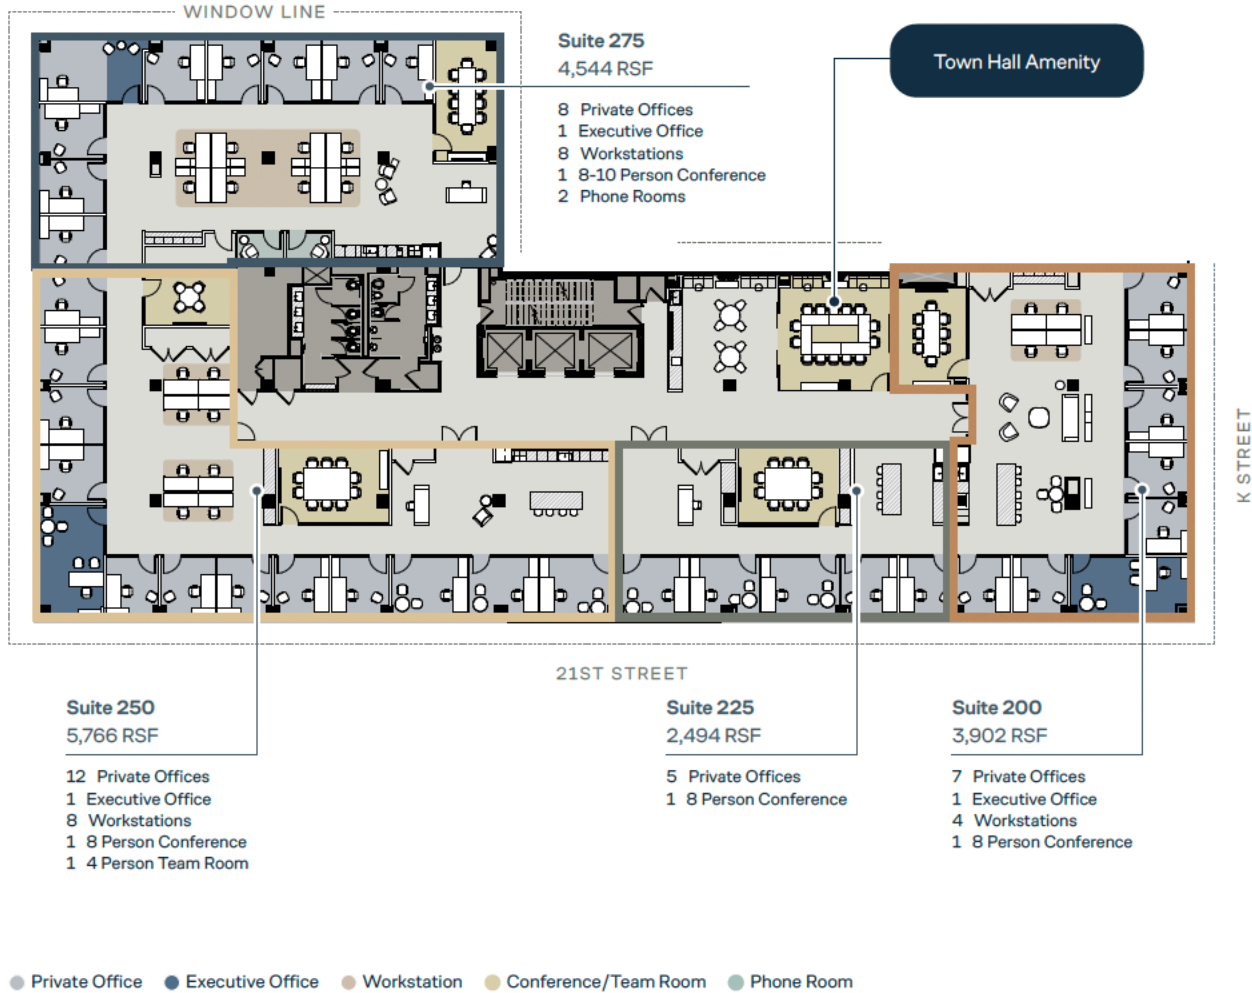 WINDOW LINE
Suite 275
4,544 RSF
8 Private Offices
1 Executive Office
8 Workstations
1 8-10 Person Conference
2 Phone Rooms
Town Hall Amenity
K STREET
21ST STREET
Suite 250
5,766 RSF
12 Private Offices
1 Executive Office
8 Workstations
1 8 Person Conference
1 4 Person Team Room
Suite 225
2,494 RSF
5 Private Offices
1 8 Person Conference
Suite 200
3,902 RSF
7 Private Offices
1 Executive Office
4 Workstations
1 8 Person Conference
Private Office Executive Office Workstation Conference/Team Room Phone Room